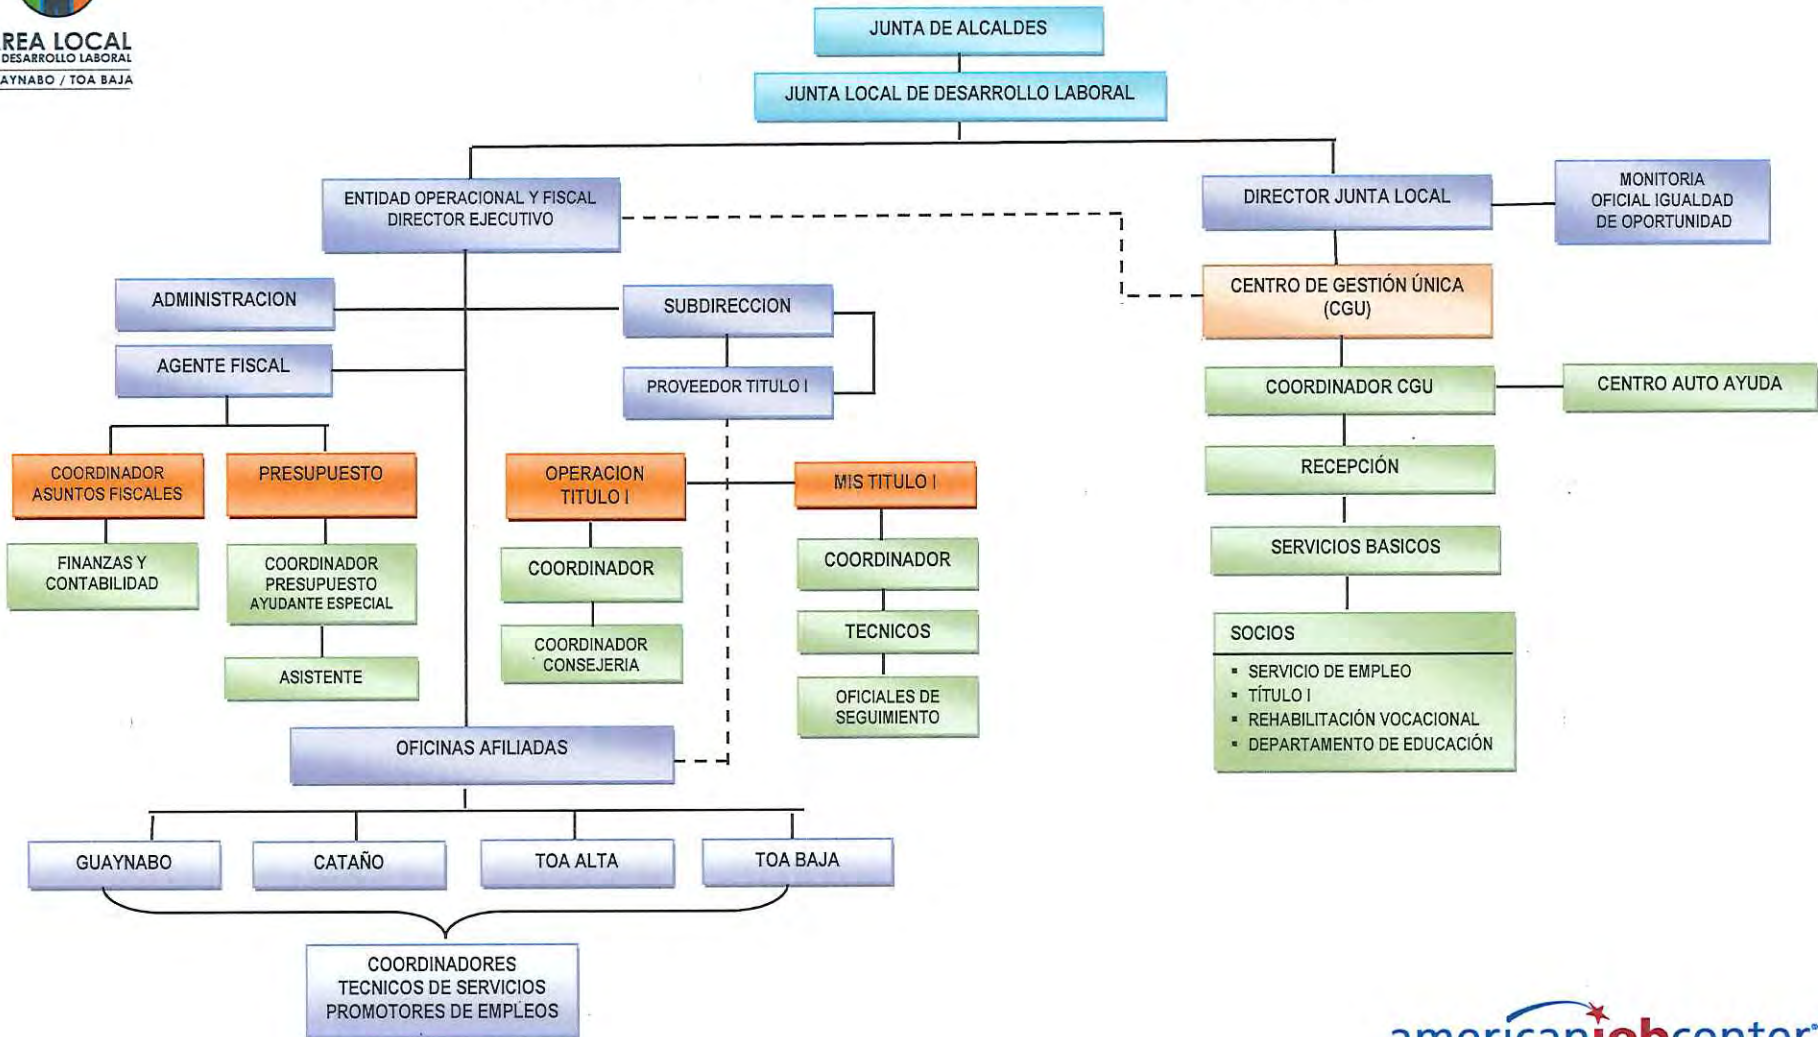 AREA LOCAL
DESARROLLO LABORAL
GUAYNABO / TOA BAJA
JUNTA DE ALCALDES
JUNTA LOCAL DE DESARROLLO LABORAL
ENTIDAD OPERACIONAL Y FISCAL
DIRECTOR EJECUTIVO
DIRECTOR JUNTA LOCAL
MONITORIA
OFICIAL IGUALDAD
DE OPORTUNIDAD
ADMINISTRACION
SUBDIRECCION
CENTRO DE GESTIÓN ÚNICA
(CGU)
AGENTE FISCAL
PROVEEDOR TITULO I
COORDINADOR CGU
CENTRO AUTO AYUDA
COORDINADOR
ASUNTOS FISCALES
PRESUPUESTO
OPERACION
TITULO I
MIS TITULO I
RECEPCIÓN
FINANZAS Y
CONTABILIDAD
COORDINADOR
PRESUPUESTO
AYUDANTE ESPECIAL
COORDINADOR
COORDINADOR
SERVICIOS BASICOS
ASISTENTE
COORDINADOR
CONSEJERIA
TECNICOS
OFICIALES DE
SEGUIMIENTO
SOCIOS
▪ SERVICIO DE EMPLEO
▪ TÍTULO I
▪ REHABILITACIÓN VOCACIONAL
▪ DEPARTAMENTO DE EDUCACIÓN
OFICINAS AFILIADAS
GUAYNABO
CATAÑO
TOA ALTA
TOA BAJA
COORDINADORES
TECNICOS DE SERVICIOS
PROMOTORES DE EMPLEOS
americanjobcenter